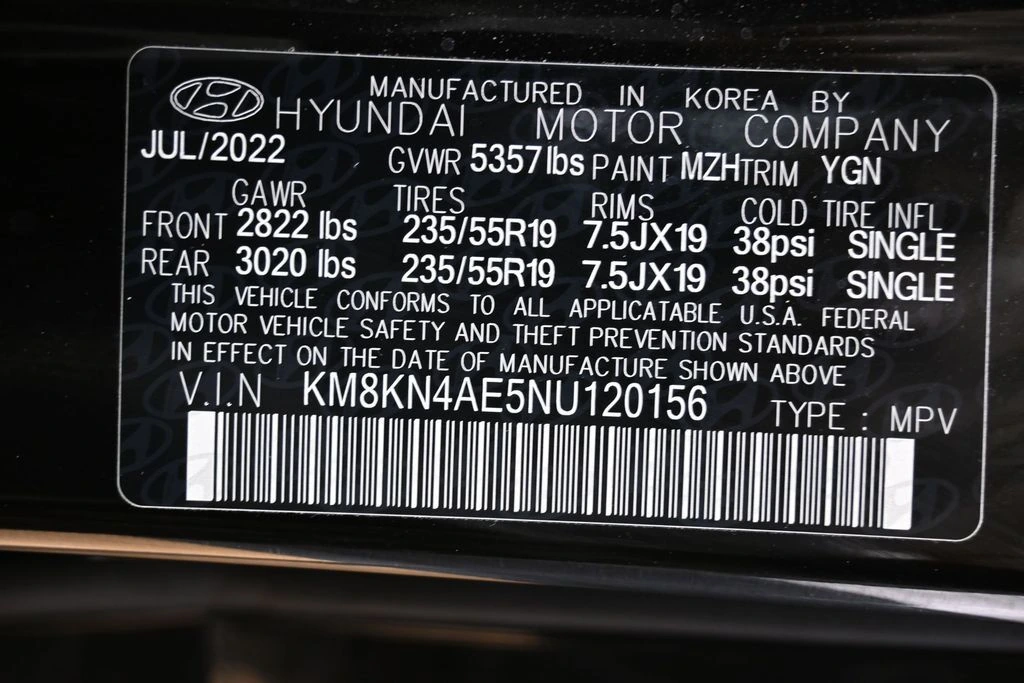 MANUFACTURED IN KOREA BY
HYUNDAI MOTOR COMPANY
JUL/2022 GVWR 5357 lbs PAINT MZH TRIM YGN
GAWR TIRES RIMS COLD TIRE INFL
FRONT 2822 lbs 235/55R19 7.5JX19 38psi SINGLE
REAR 3020 lbs 235/55R19 7.5JX19 38psi SINGLE
THIS VEHICLE CONFORMS TO ALL APPLICATABLE U.S.A. FEDERAL
MOTOR VEHICLE SAFETY AND THEFT PREVENTION STANDARDS
IN EFFECT ON THE DATE OF MANUFACTURE SHOWN ABOVE
V.I.N KM8KN4AE5NU120156 TYPE : MPV